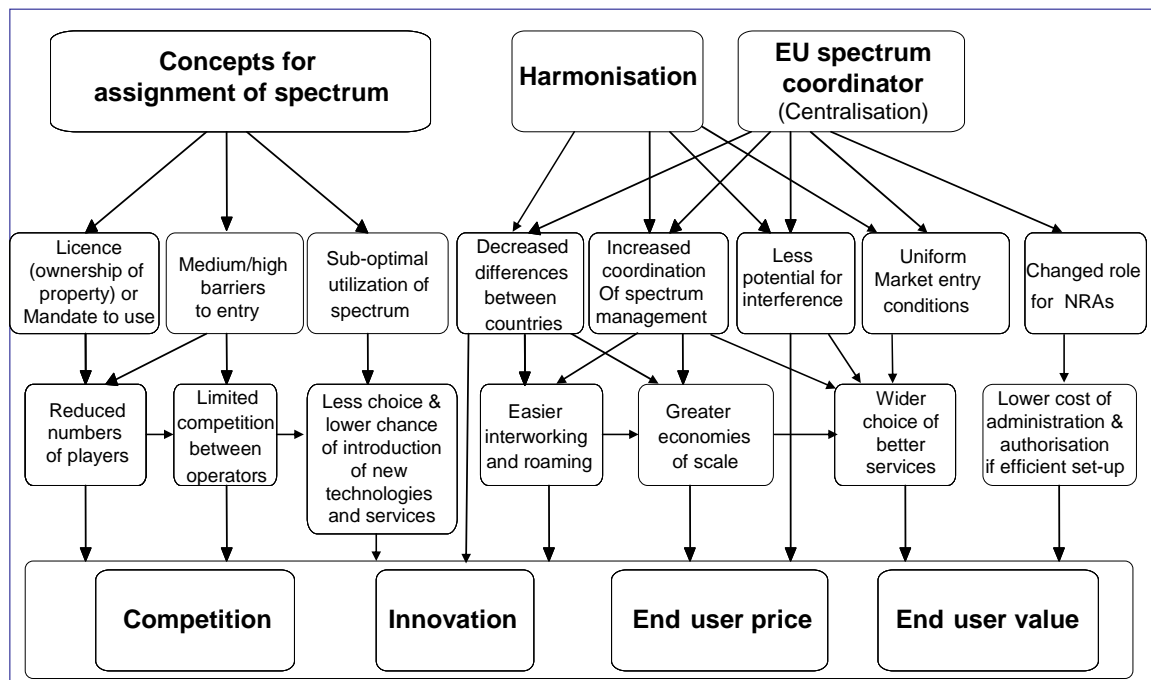 Concepts for
assignment of spectrum
Harmonisation
EU spectrum
coordinator
(Centralisation)
Licence
(ownership of
property) or
Mandate to use
Medium/high
barriers
to entry
Sub-optimal
utilization of
spectrum
Decreased
differences
between
countries
Increased
coordination
Of spectrum
management
Less
potential for
interference
Uniform
Market entry
conditions
Changed role
for NRAs
Reduced
numbers
of players
Limited
competition
between
operators
Less choice &
lower chance
of introduction
of new
technologies
and services
Easier
interworking
and roaming
Greater
economies
of scale
Wider
choice of
better
services
Lower cost of
administration &
authorisation
if efficient set-up
Competition
Innovation
End user price
End user value